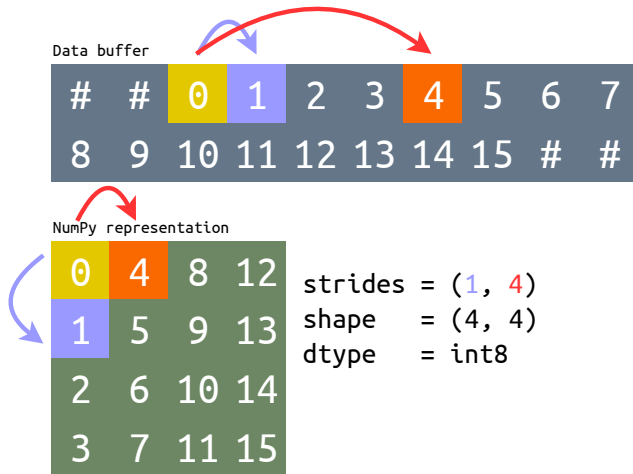 Data buffer
# # 0 1 2 3 4 5 6 7
8 9 10 11 12 13 14 15 # #
NumPy representation
0 4 8 12
1 5 9 13
2 6 10 14
3 7 11 15
strides = (1, 4)
shape = (4, 4)
dtype = int8